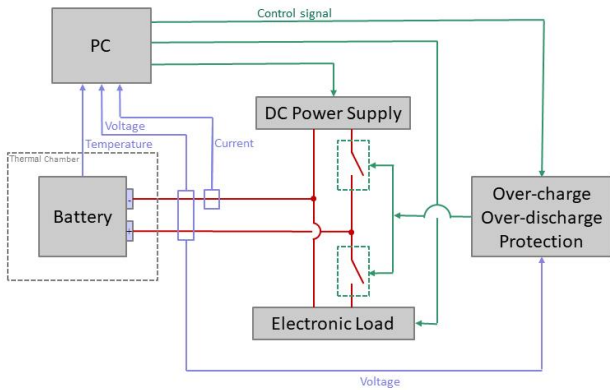 Control signal
PC
DC Power Supply
Voltage
Temperature
Current
Thermal Chamber
Battery
-
+
Over-charge
Over-discharge
Protection
Electronic Load
Voltage